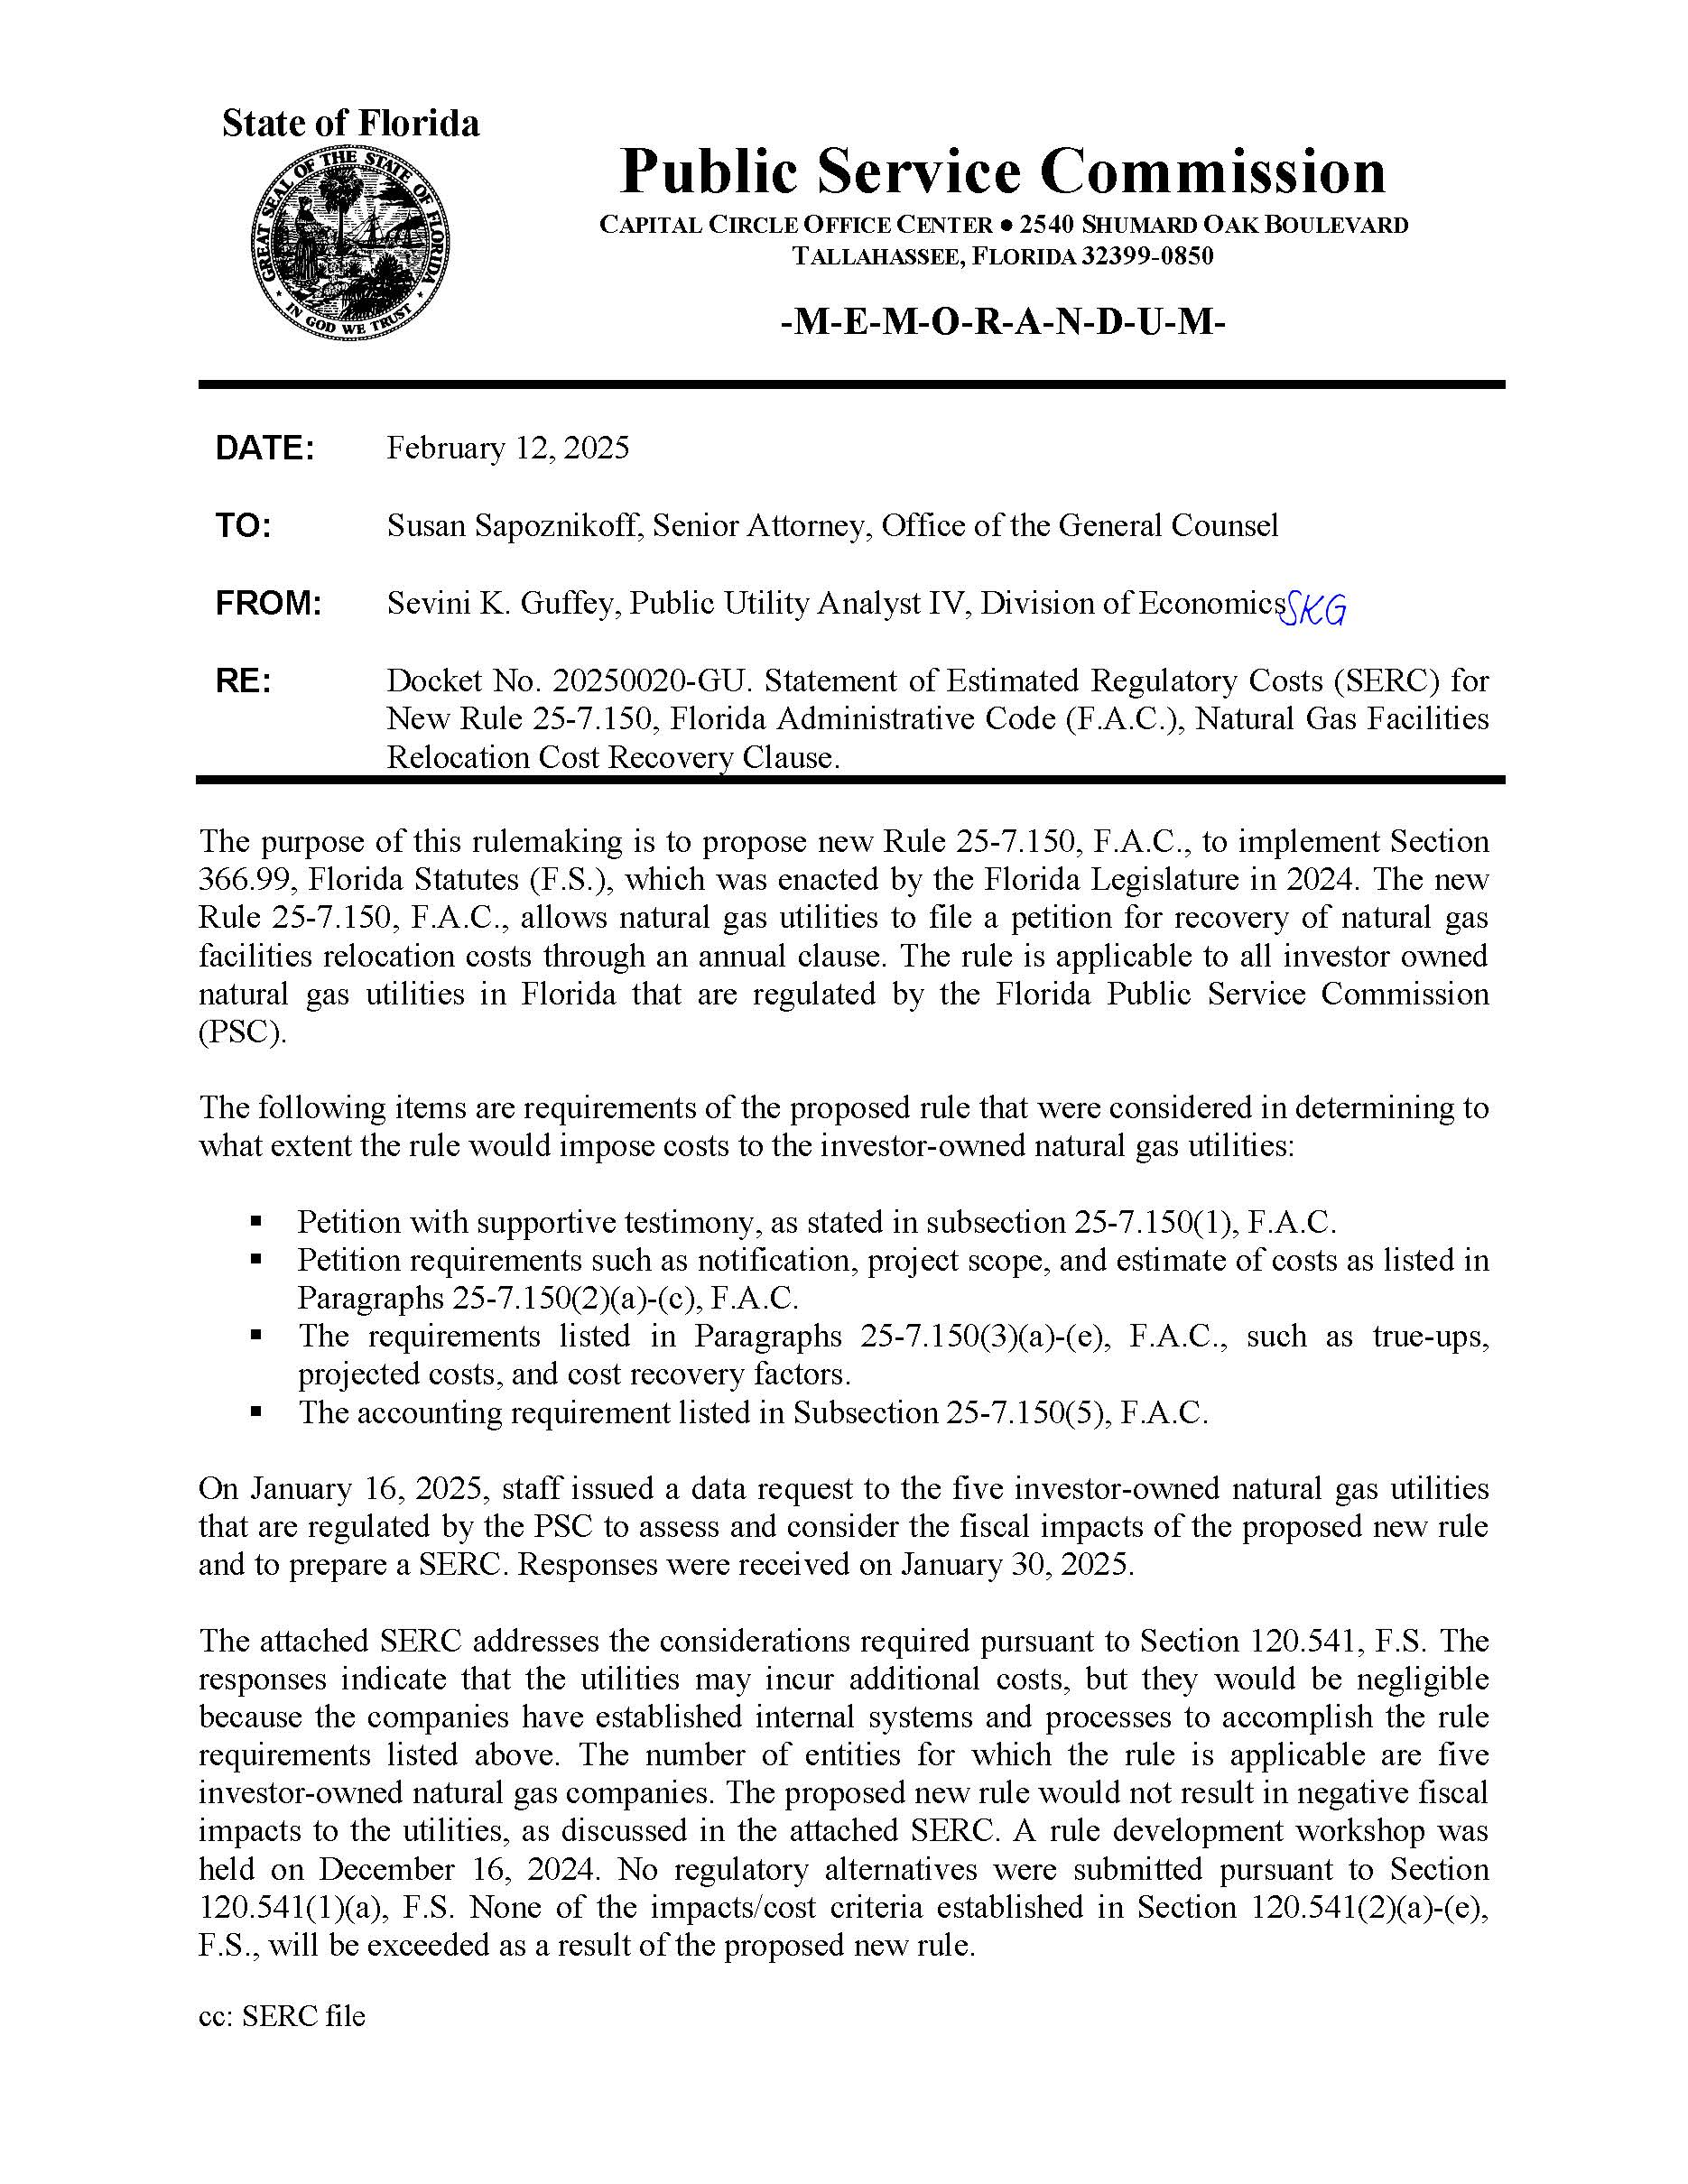 State of Florida
GREAT SEAL OF THE STATE OF FLORIDA
IN GOD WE TRUST
Public Service Commission
CAPITAL CIRCLE OFFICE CENTER ● 2540 SHUMARD OAK BOULEVARD
TALLAHASSEE, FLORIDA 32399-0850
-M-E-M-O-R-A-N-D-U-M-
DATE: February 12, 2025
TO: Susan Sapoznikoff, Senior Attorney, Office of the General Counsel
FROM: Sevini K. Guffey, Public Utility Analyst IV, Division of Economics SKG
RE: Docket No. 20250020-GU. Statement of Estimated Regulatory Costs (SERC) for
New Rule 25-7.150, Florida Administrative Code (F.A.C.), Natural Gas Facilities
Relocation Cost Recovery Clause.
The purpose of this rulemaking is to propose new Rule 25-7.150, F.A.C., to implement Section
366.99, Florida Statutes (F.S.), which was enacted by the Florida Legislature in 2024. The new
Rule 25-7.150, F.A.C., allows natural gas utilities to file a petition for recovery of natural gas
facilities relocation costs through an annual clause. The rule is applicable to all investor owned
natural gas utilities in Florida that are regulated by the Florida Public Service Commission
(PSC).
The following items are requirements of the proposed rule that were considered in determining to
what extent the rule would impose costs to the investor-owned natural gas utilities:
▪ Petition with supportive testimony, as stated in subsection 25-7.150(1), F.A.C.
▪ Petition requirements such as notification, project scope, and estimate of costs as listed in
Paragraphs 25-7.150(2)(a)-(c), F.A.C.
▪ The requirements listed in Paragraphs 25-7.150(3)(a)-(e), F.A.C., such as true-ups,
projected costs, and cost recovery factors.
▪ The accounting requirement listed in Subsection 25-7.150(5), F.A.C.
On January 16, 2025, staff issued a data request to the five investor-owned natural gas utilities
that are regulated by the PSC to assess and consider the fiscal impacts of the proposed new rule
and to prepare a SERC. Responses were received on January 30, 2025.
The attached SERC addresses the considerations required pursuant to Section 120.541, F.S. The
responses indicate that the utilities may incur additional costs, but they would be negligible
because the companies have established internal systems and processes to accomplish the rule
requirements listed above. The number of entities for which the rule is applicable are five
investor-owned natural gas companies. The proposed new rule would not result in negative fiscal
impacts to the utilities, as discussed in the attached SERC. A rule development workshop was
held on December 16, 2024. No regulatory alternatives were submitted pursuant to Section
120.541(1)(a), F.S. None of the impacts/cost criteria established in Section 120.541(2)(a)-(e),
F.S., will be exceeded as a result of the proposed new rule.
cc: SERC file